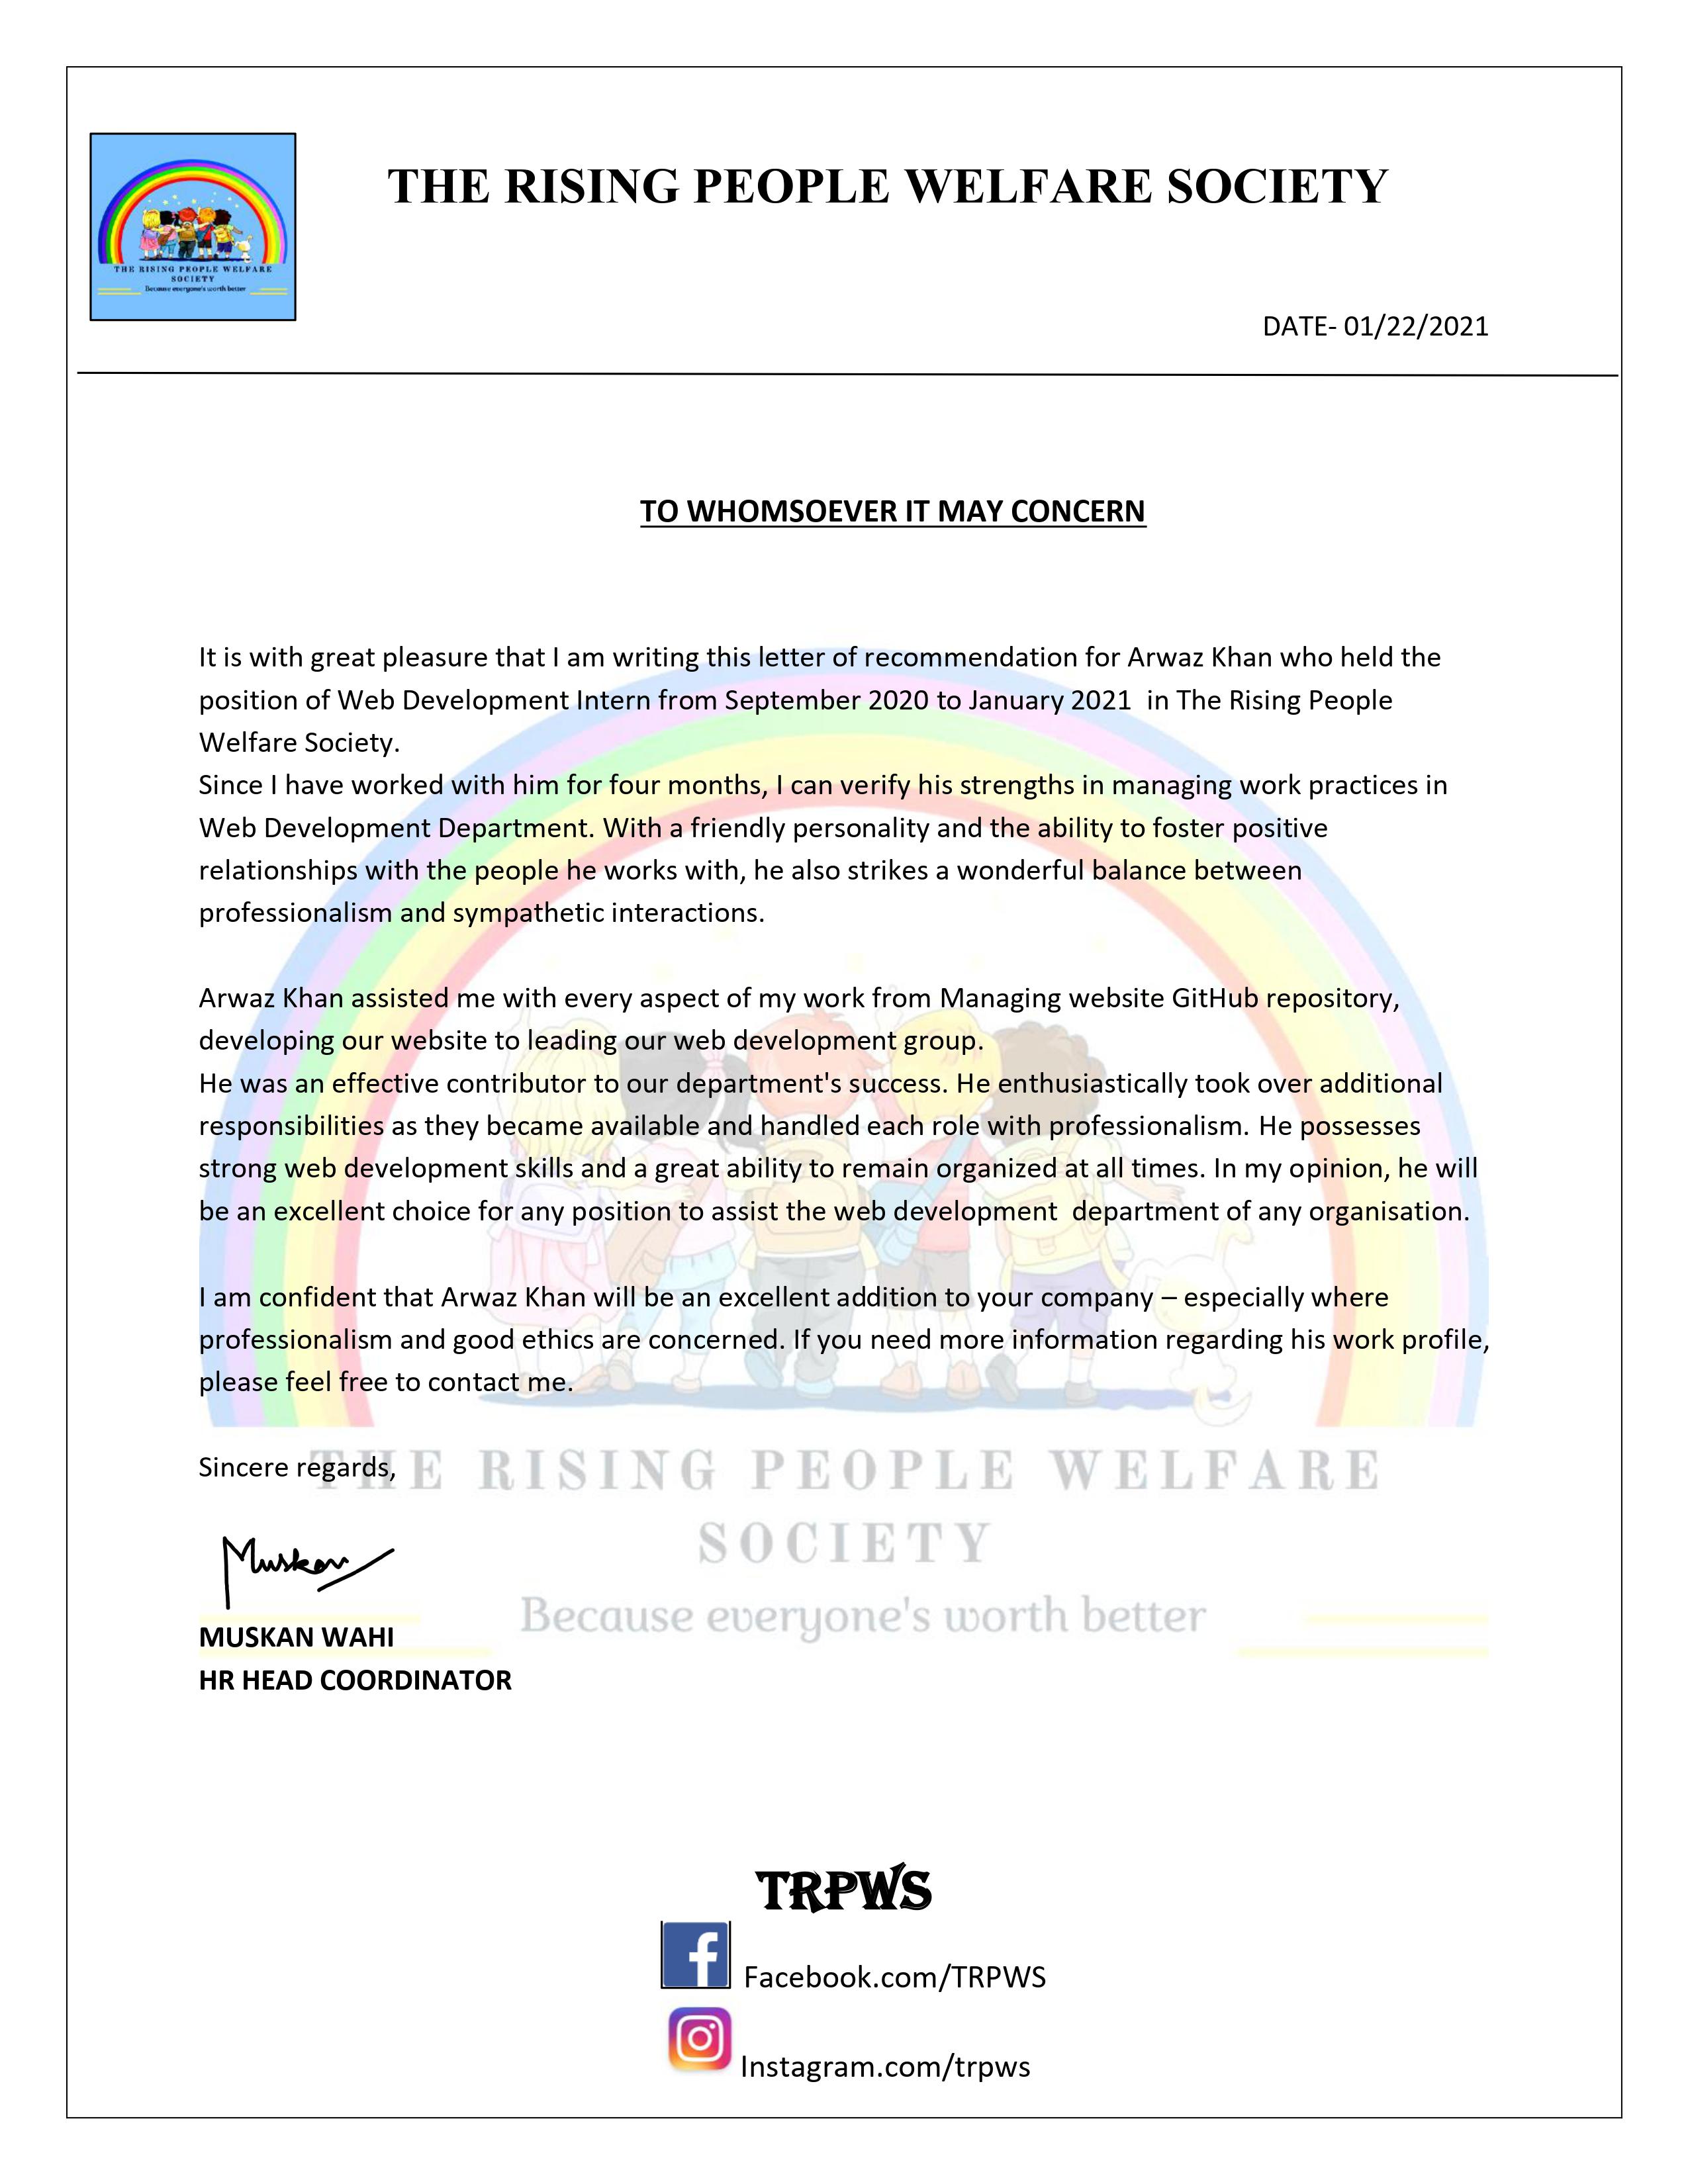 THE RISING PEOPLE WELFARE SOCIETY
THE RISING PEOPLE WELFARE
SOCIETY
Because everyone's worth better
DATE- 01/22/2021
TO WHOMSOEVER IT MAY CONCERN
It is with great pleasure that I am writing this letter of recommendation for Arwaz Khan who held the
position of Web Development Intern from September 2020 to January 2021  in The Rising People
Welfare Society.
Since I have worked with him for four months, I can verify his strengths in managing work practices in
Web Development Department. With a friendly personality and the ability to foster positive
relationships with the people he works with, he also strikes a wonderful balance between
professionalism and sympathetic interactions.
Arwaz Khan assisted me with every aspect of my work from Managing website GitHub repository,
developing our website to leading our web development group.
He was an effective contributor to our department's success. He enthusiastically took over additional
responsibilities as they became available and handled each role with professionalism. He possesses
strong web development skills and a great ability to remain organized at all times. In my opinion, he will
be an excellent choice for any position to assist the web development  department of any organisation.
I am confident that Arwaz Khan will be an excellent addition to your company – especially where
professionalism and good ethics are concerned. If you need more information regarding his work profile,
please feel free to contact me.
Sincere regards,
THE RISING PEOPLE WELFARE
SOCIETY
Because everyone's worth better
Muskan
MUSKAN WAHI
HR HEAD COORDINATOR
TRPWS
Facebook.com/TRPWS
Instagram.com/trpws